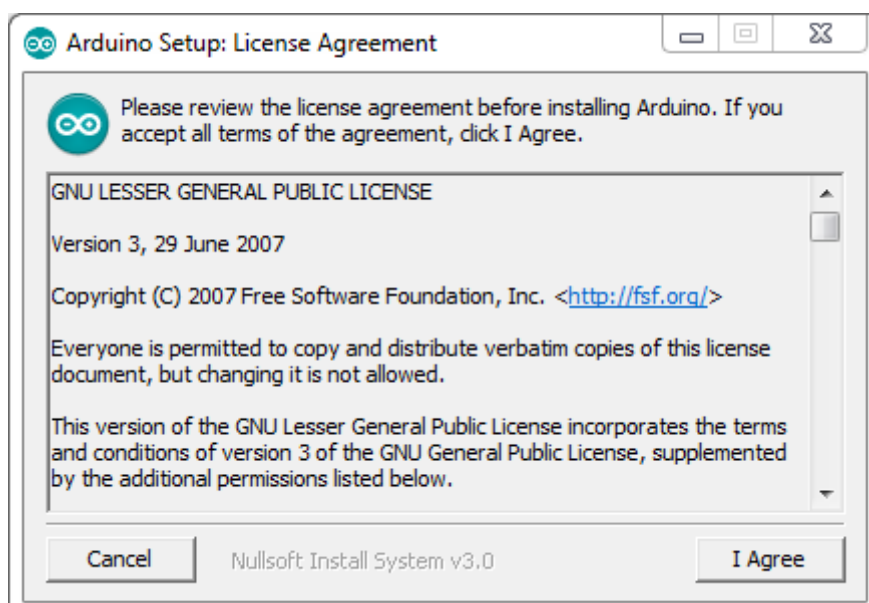 Arduino Setup: License Agreement
Please review the license agreement before installing Arduino. If you
accept all terms of the agreement, click I Agree.
GNU LESSER GENERAL PUBLIC LICENSE
Version 3, 29 June 2007
Copyright (C) 2007 Free Software Foundation, Inc. <http://fsf.org/>
Everyone is permitted to copy and distribute verbatim copies of this license
document, but changing it is not allowed.
This version of the GNU Lesser General Public License incorporates the terms
and conditions of version 3 of the GNU General Public License, supplemented
by the additional permissions listed below.
Cancel Nullsoft Install System v3.0 I Agree